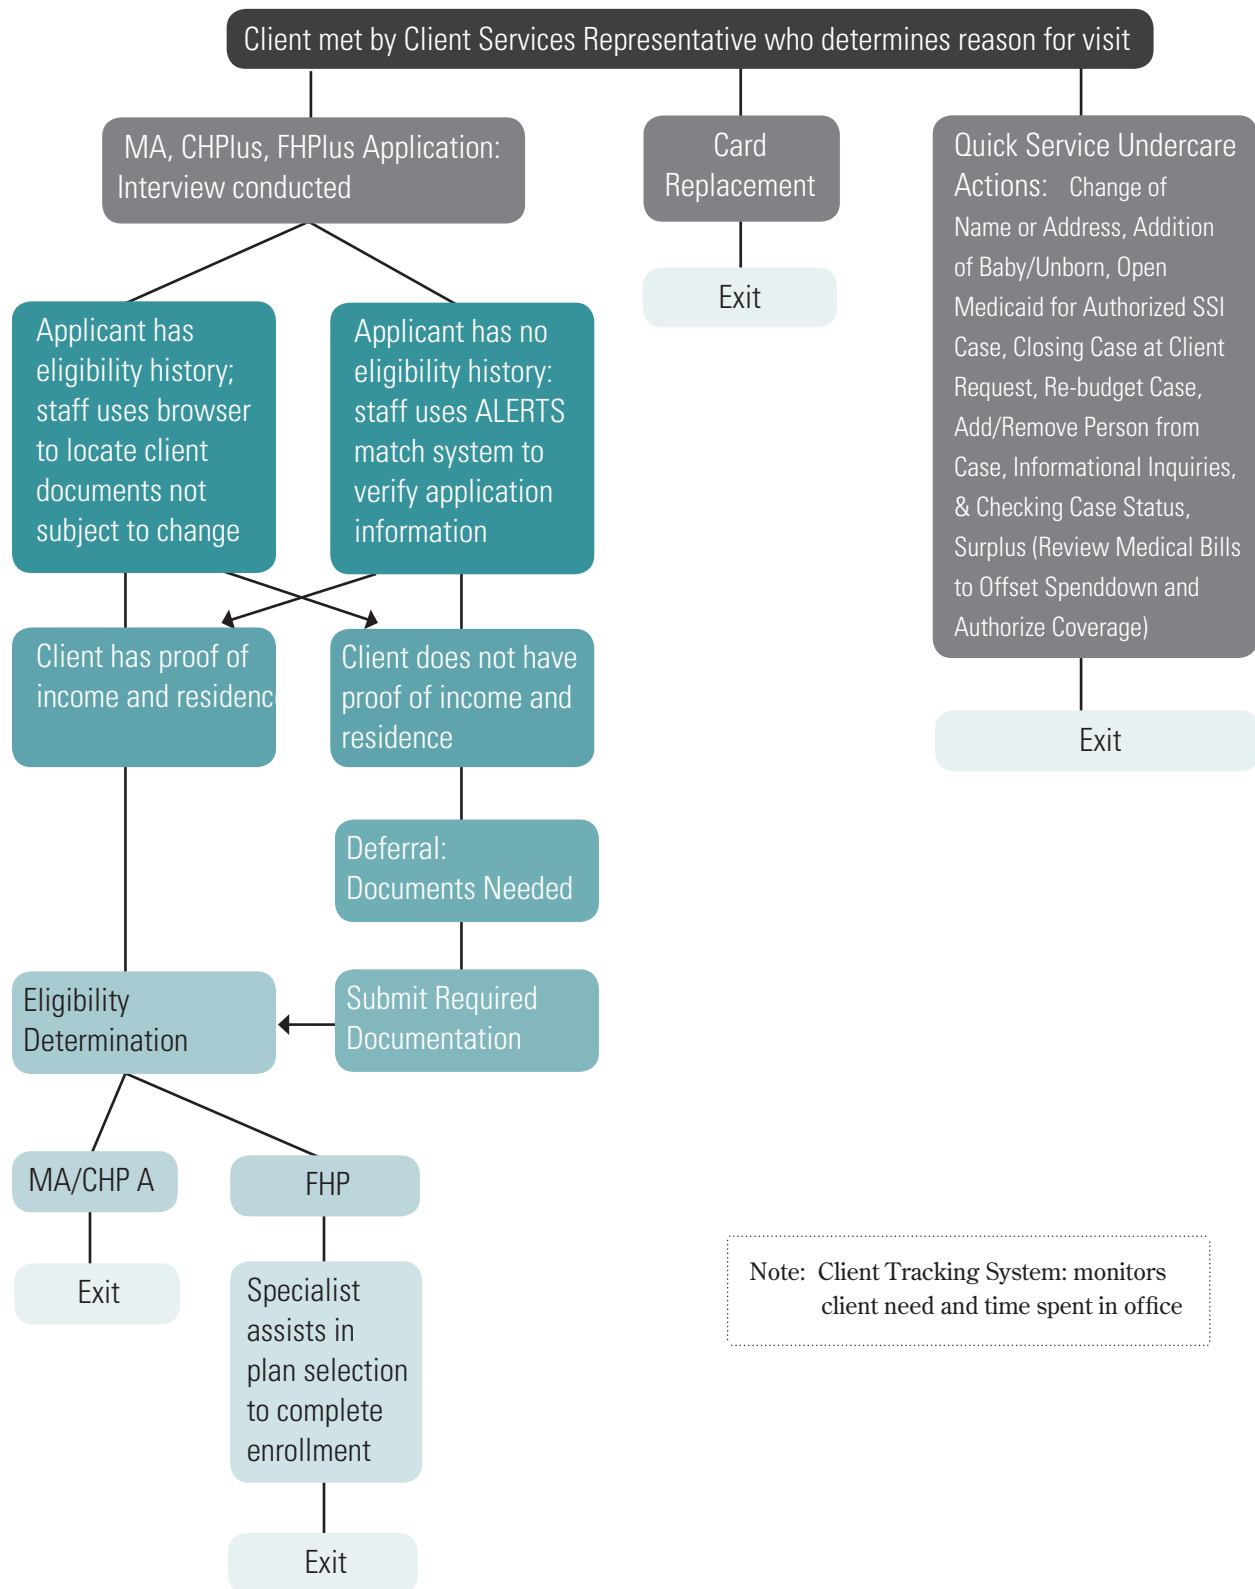 Client met by Client Services Representative who determines reason for visit
MA, CHPlus, FHPlus Application:
Interview conducted
Card
Replacement
Exit
Quick Service Undercare
Actions: Change of
Name or Address, Addition
of Baby/Unborn, Open
Medicaid for Authorized SSI
Case, Closing Case at Client
Request, Re-budget Case,
Add/Remove Person from
Case, Informational Inquiries,
& Checking Case Status,
Surplus (Review Medical Bills
to Offset Spenddown and
Authorize Coverage)
Exit
Applicant has
eligibility history;
staff uses browser
to locate client
documents not
subject to change
Applicant has no
eligibility history:
staff uses ALERTS
match system to
verify application
information
Client has proof of
income and residence
Client does not have
proof of income and
residence
Deferral:
Documents Needed
Submit Required
Documentation
Eligibility
Determination
MA/CHP A
Exit
FHP
Specialist
assists in
plan selection
to complete
enrollment
Exit
Note: Client Tracking System: monitors
client need and time spent in office